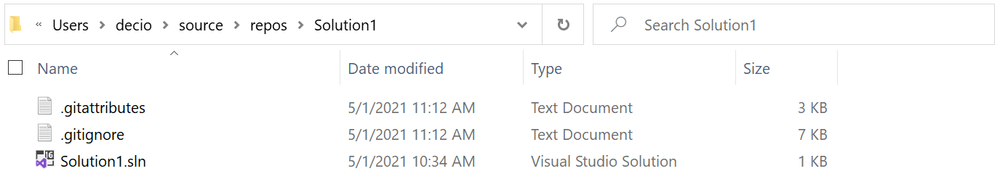 « Users > decio > source > repos > Solution1 Search Solution1
Name Date modified Type Size
.gitattributes 5/1/2021 11:12 AM Text Document 3 KB
.gitignore 5/1/2021 11:12 AM Text Document 7 KB
16 Solution1.sln 5/1/2021 10:34 AM Visual Studio Solution 1 KB